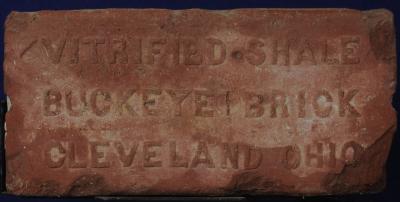 VITRIFIED·SHALE
BUCKEYE BRICK
CLEVELAND OHIO